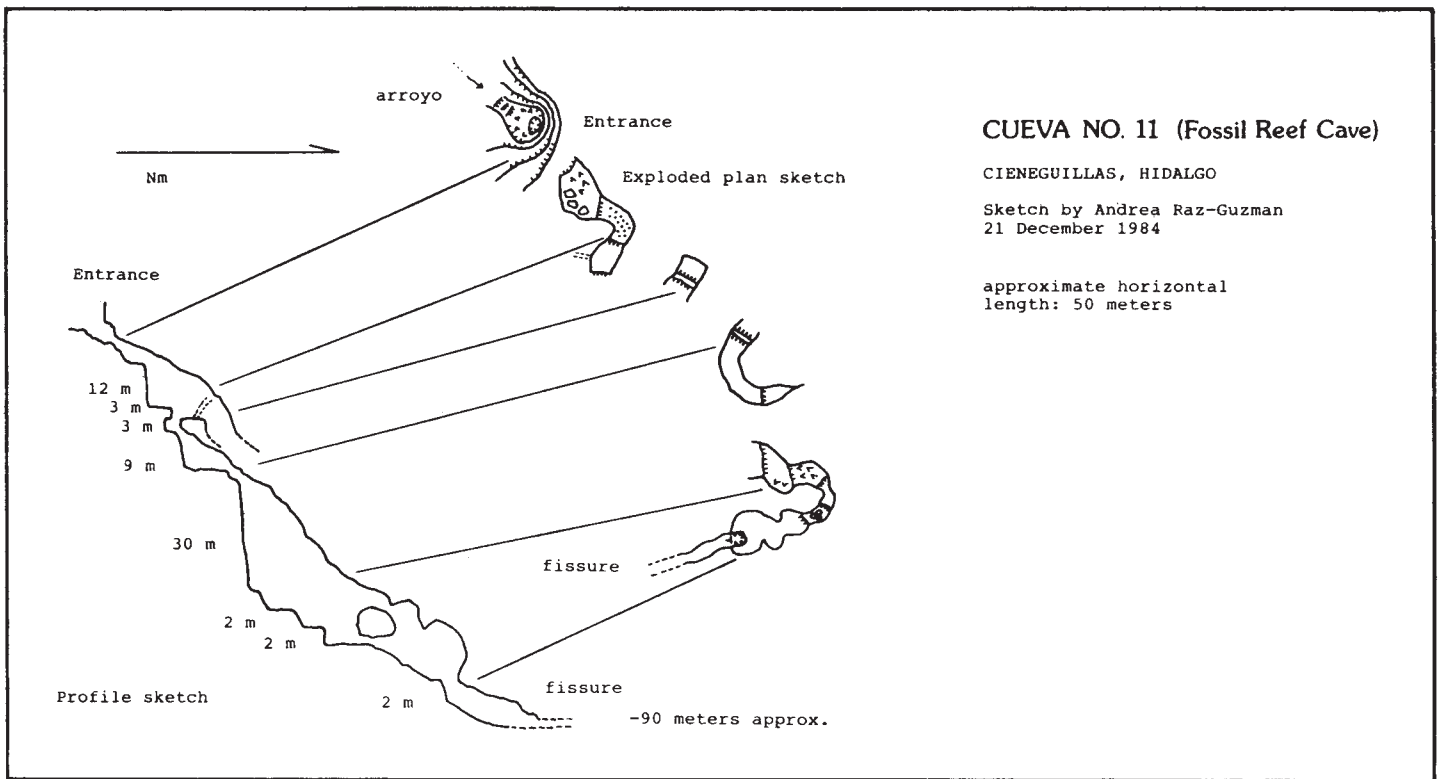 arroyo
Entrance
Nm
Exploded plan sketch
CUEVA NO. 11 (Fossil Reef Cave)
CIENEGUILLAS, HIDALGO
Sketch by Andrea Raz-Guzman
21 December 1984
approximate horizontal
length: 50 meters
Entrance
12 m
3 m
3 m
9 m
30 m
fissure
2 m
2 m
Profile sketch
2 m
fissure
-90 meters approx.